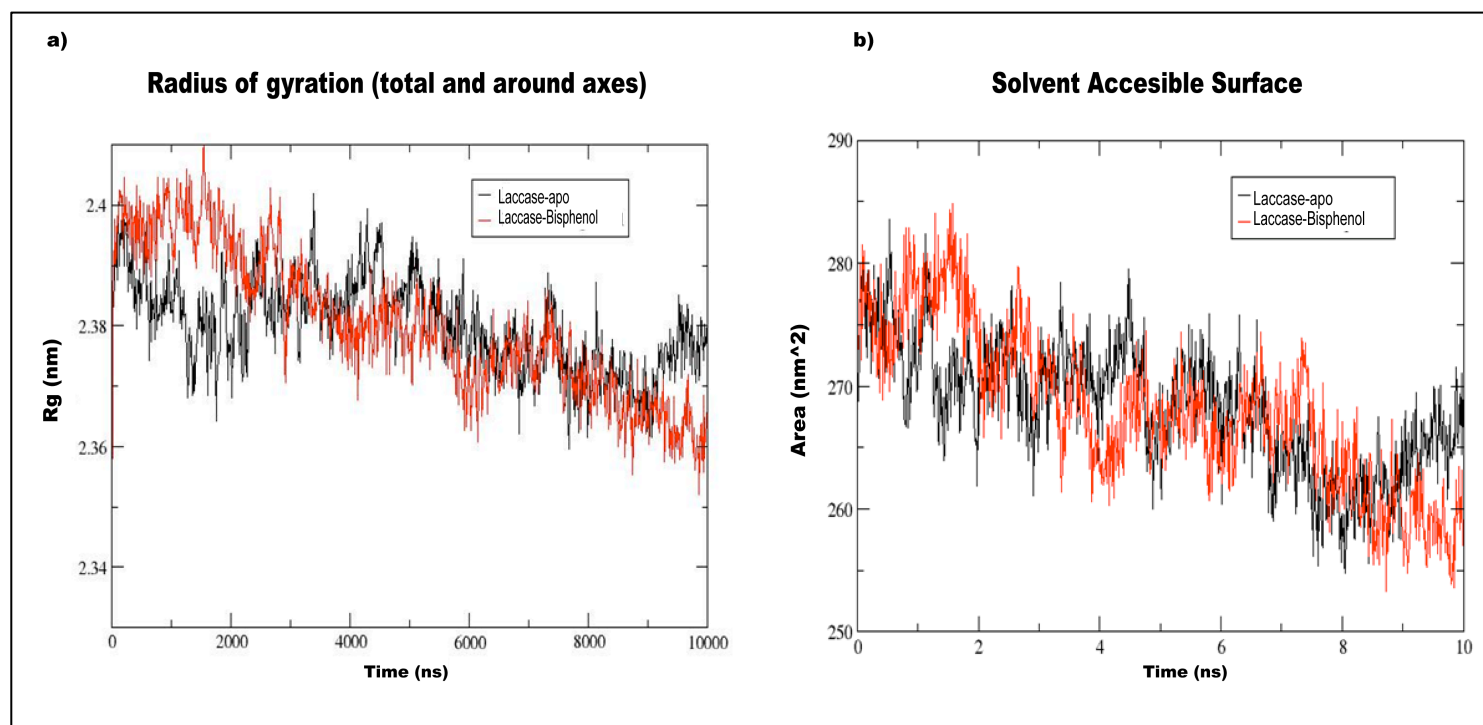 a)
Radius of gyration (total and around axes)
2.4
2.38
2.36
2.34
Rg (nm)
Laccase-apo
Laccase-Bisphenol
0
2000
4000
6000
8000
10000
Time (ns)
b)
Solvent Accesible Surface
290
280
270
260
250
Area (nm^2)
Laccase-apo
Laccase-Bisphenol
0
2
4
6
8
10
Time (ns)